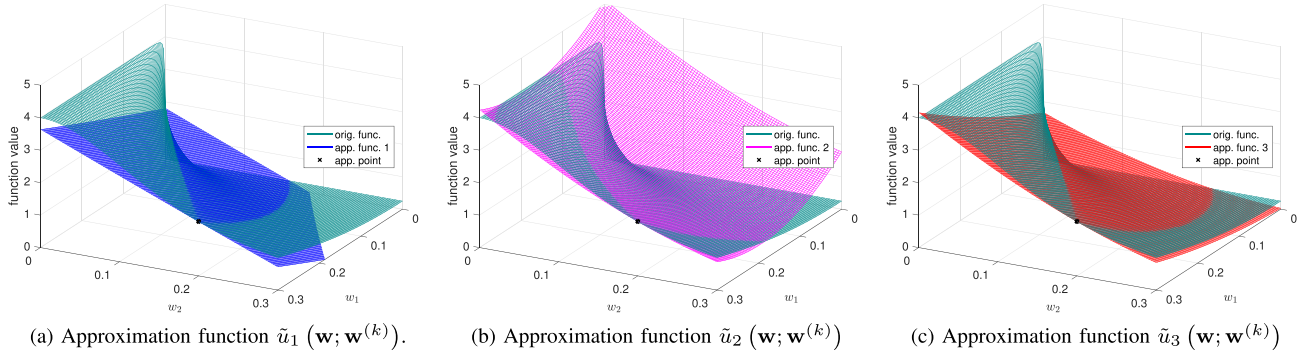 5
4
3
2
1
0
function value
0
0.1
0.2
0.3
w2
0.3
0.2
0.1
0
w1
orig. func.
app. func. 1
app. point
(a) Approximation function ũ₁ (w; w⁽ᵏ⁾).
5
4
3
2
1
0
function value
0
0.1
0.2
0.3
w2
0.3
0.2
0.1
0
w1
orig. func.
app. func. 2
app. point
(b) Approximation function ũ₂ (w; w⁽ᵏ⁾)
5
4
3
2
1
0
function value
0
0.1
0.2
0.3
w2
0.3
0.2
0.1
0
w1
orig. func.
app. func. 3
app. point
(c) Approximation function ũ₃ (w; w⁽ᵏ⁾)